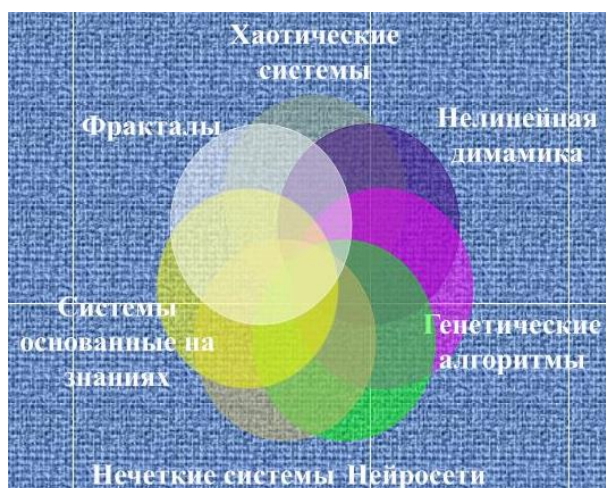 Хаотические
системы
Фракталы
Нелинейная
димамика
Системы
основанные на
знаниях
Генетические
алгоритмы
Нечеткие системы Нейросети